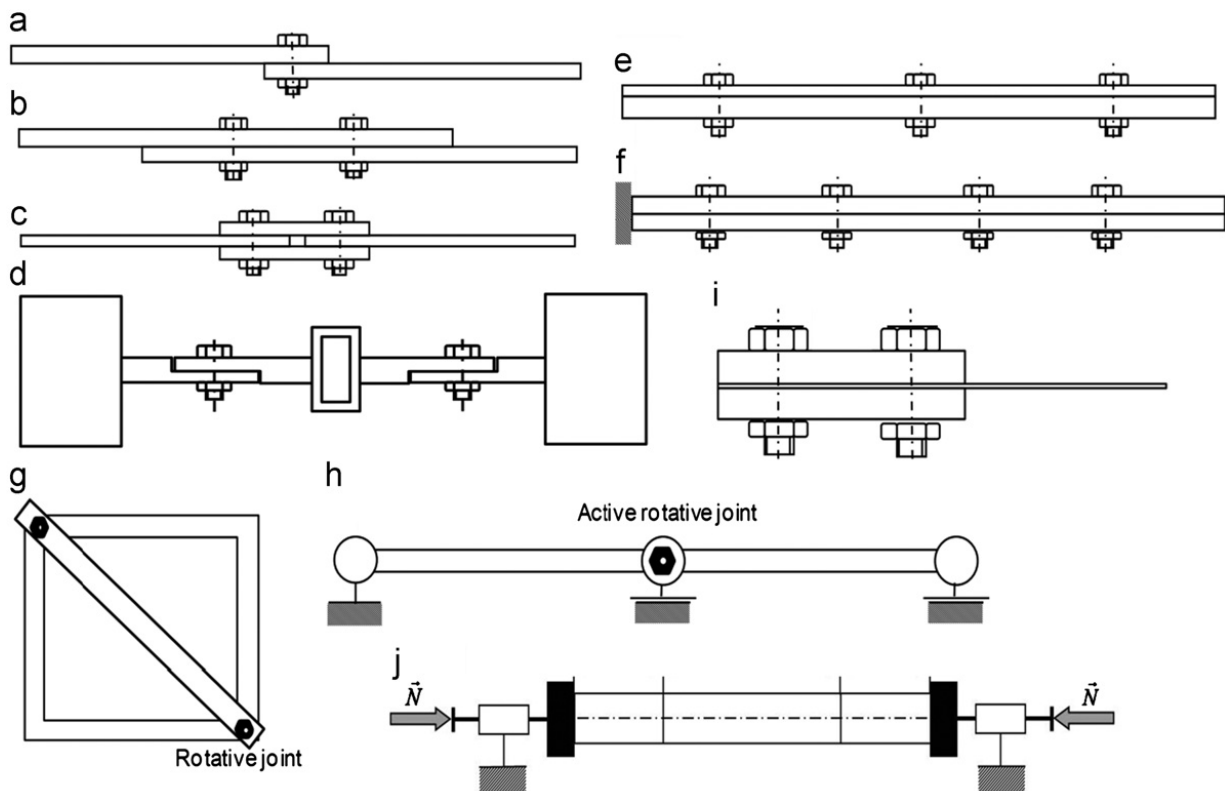 a
b
c
d
e
f
i
g
Rotative joint
h
Active rotative joint
j
N⃗
N⃗